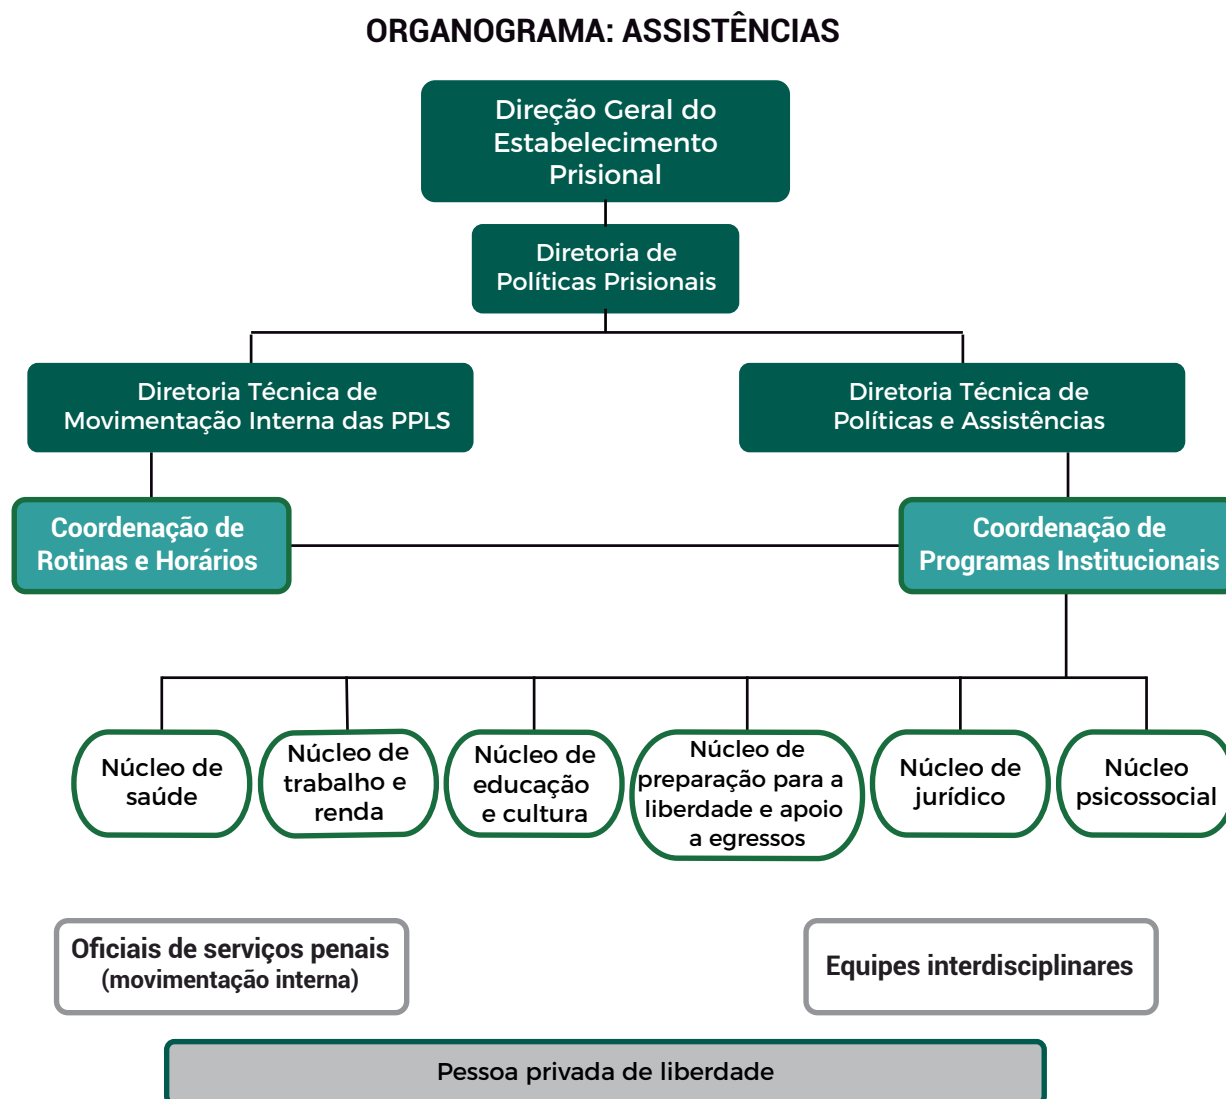 ORGANOGRAMA: ASSISTÊNCIAS
Direção Geral do
Estabelecimento
Prisional
Diretoria de
Políticas Prisionais
Diretoria Técnica de
Movimentação Interna das PPLS
Diretoria Técnica de
Políticas e Assistências
Coordenação de
Rotinas e Horários
Coordenação de
Programas Institucionais
Núcleo de
saúde
Núcleo de
trabalho e
renda
Núcleo de
educação
e cultura
Núcleo de
preparação para a
liberdade e apoio
a egressos
Núcleo de
jurídico
Núcleo
psicossocial
Oficiais de serviços penais
(movimentação interna)
Equipes interdisciplinares
Pessoa privada de liberdade